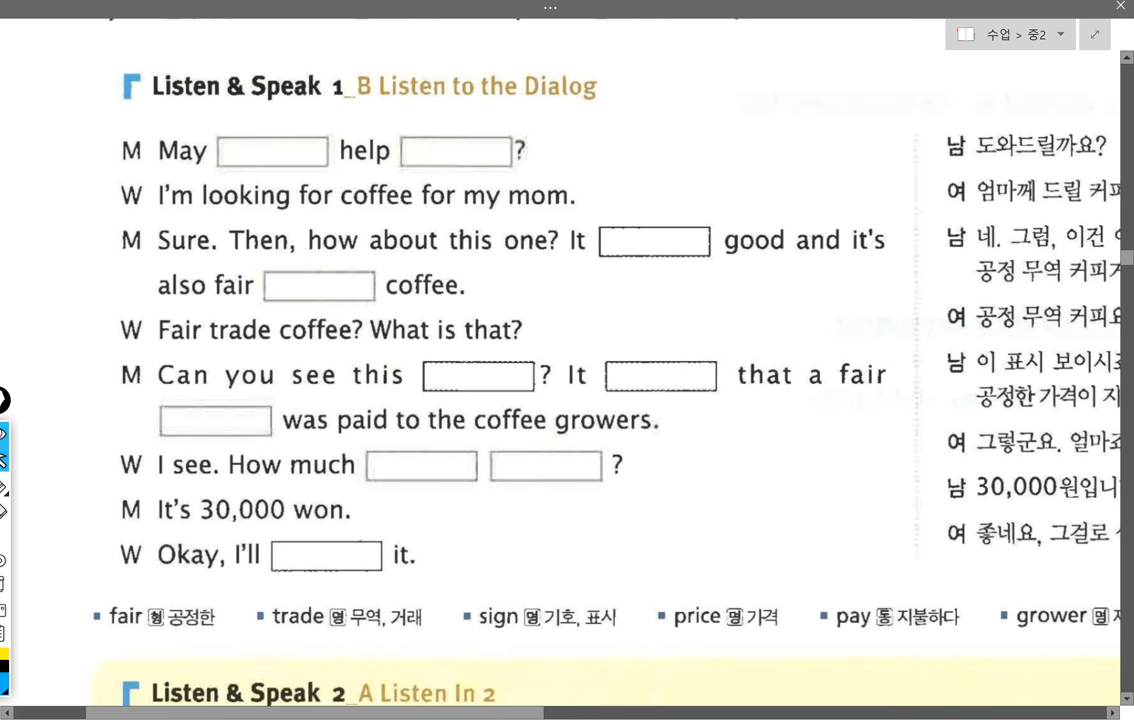 ...
수업 > 중2
Listen & Speak 1_B Listen to the Dialog
M May help ?
W I'm looking for coffee for my mom.
M Sure. Then, how about this one? It good and it's
also fair coffee.
W Fair trade coffee? What is that?
M Can you see this ? It that a fair
was paid to the coffee growers.
W I see. How much ?
M It's 30,000 won.
W Okay, I'll it.
남 도와드릴까요?
여 엄마께 드릴 커피
남 네. 그럼, 이건
공정 무역 커피
여 공정 무역 커피요
남 이 표시 보이시죠
공정한 가격이 지
여 그렇군요. 얼마죠
남 30,000원입니
여 좋네요, 그걸로
▪ fair 형 공정한 ▪ trade 명 무역, 거래 ▪ sign 명 기호, 표시 ▪ price 명 가격 ▪ pay 동 지불하다 ▪ grower 명
Listen & Speak 2_A Listen In 2